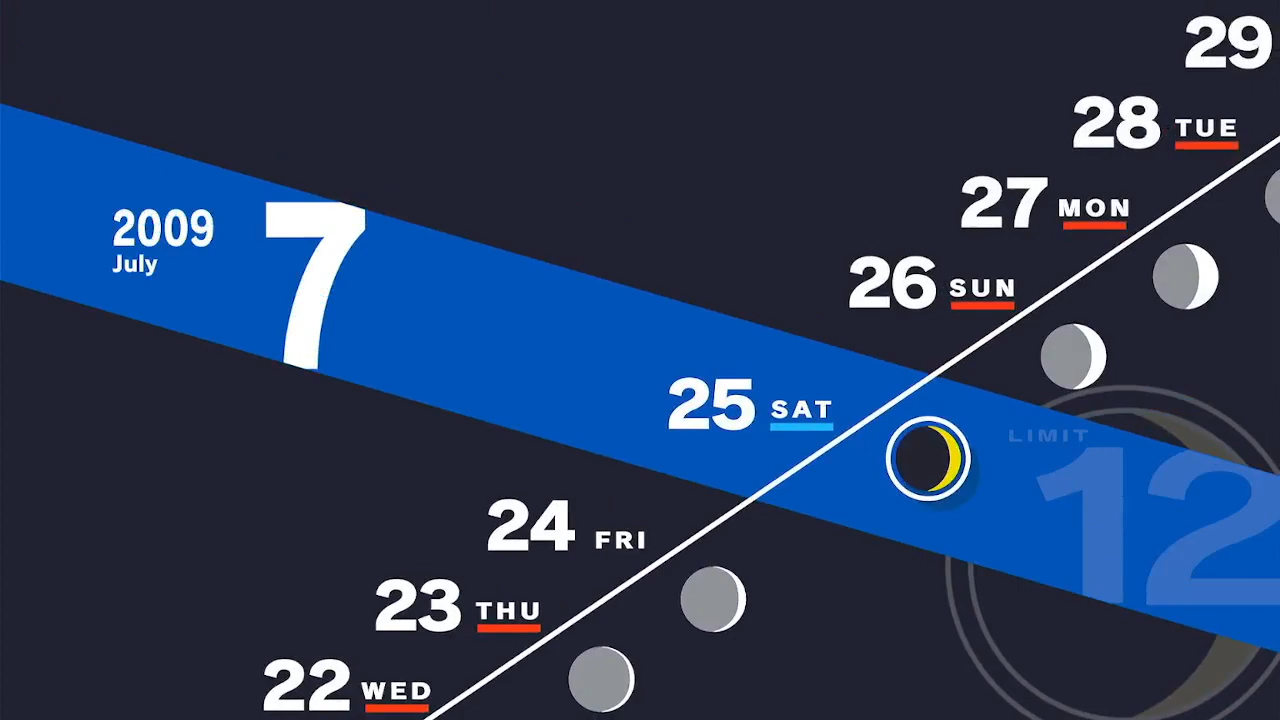 29
28 TUE
27 MON
2009
July
7
26 SUN
25 SAT
LIMIT
12
24 FRI
23 THU
22 WED